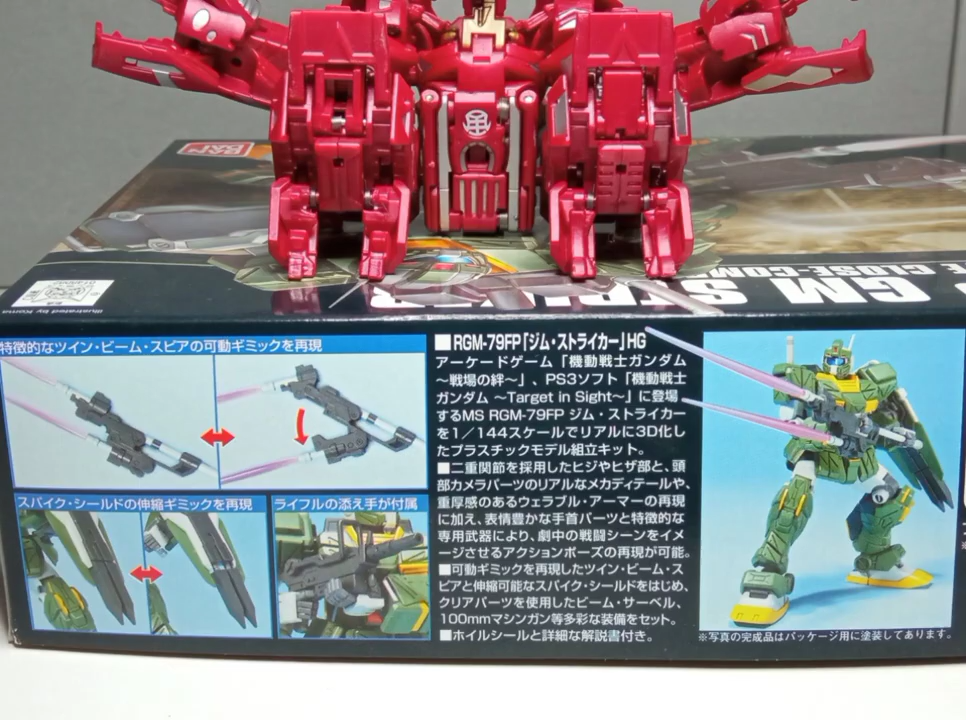 BAN
DAI
GM STRIKER
E CLOSE-COM
Illustrated by Koma
特徴的なツイン・ビーム・スピアの可動ギミックを再現
スパイク・シールドの伸縮ギミックを再現
ライフルの添え手が付属
■RGM-79FP「ジム・ストライカー」HG
アーケードゲーム「機動戦士ガンダム
～戦場の絆～」、PS3ソフト「機動戦士
ガンダム ～Target in Sight～」に登場
するMS RGM-79FP ジム・ストライカー
を1／144スケールでリアルに3D化し
たプラスチックモデル組立キット。
■二重関節を採用したヒジやヒザ部と、頭
部カメラパーツのリアルなメカディテールや、
重厚感のあるウェラブル・アーマーの再現
に加え、表情豊かな手首パーツと特徴的な
専用武器により、劇中の戦闘シーンをイメ
ージさせるアクションポーズの再現が可能。
■可動ギミックを再現したツイン・ビーム・ス
ピアと伸縮可能なスパイク・シールドをはじめ、
クリアパーツを使用したビーム・サーベル、
100mmマシンガン等多彩な装備をセット。
■ホイルシールと詳細な解説書付き。
※写真の完成品はパッケージ用に塗装してあります。